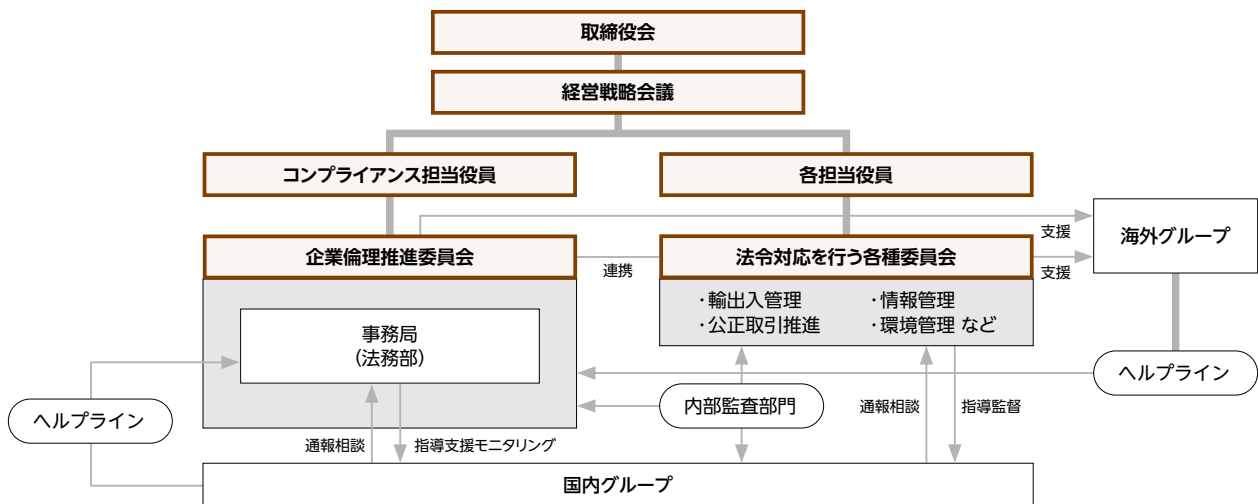 取締役会
経営戦略会議
コンプライアンス担当役員
各担当役員
支援
海外グループ
企業倫理推進委員会
連携
法令対応を行う各種委員会
支援
・輸出入管理
・情報管理
・公正取引推進
・環境管理 など
事務局
(法務部)
ヘルプライン
ヘルプライン
内部監査部門
通報相談
指導監督
通報相談
指導支援モニタリング
国内グループ